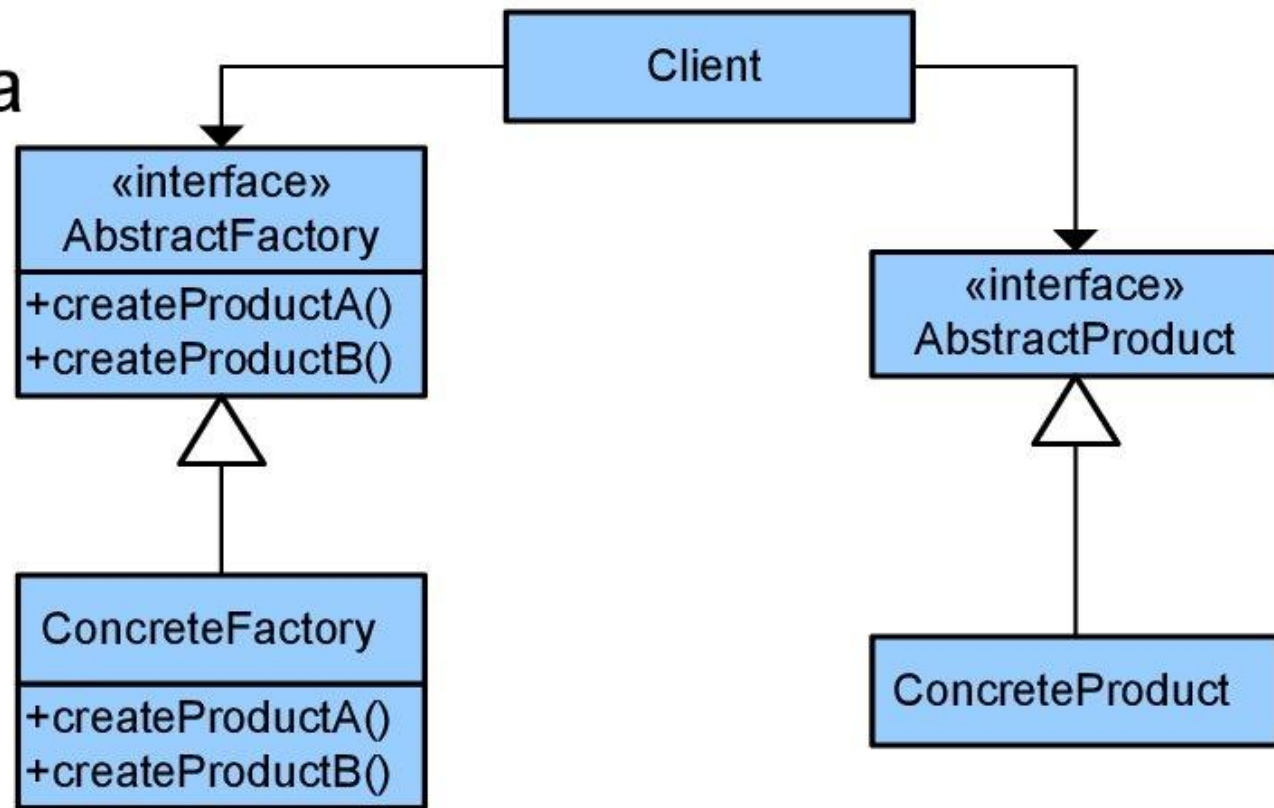 a
Client
«interface»
AbstractFactory
+createProductA()
+createProductB()
«interface»
AbstractProduct
ConcreteFactory
+createProductA()
+createProductB()
ConcreteProduct